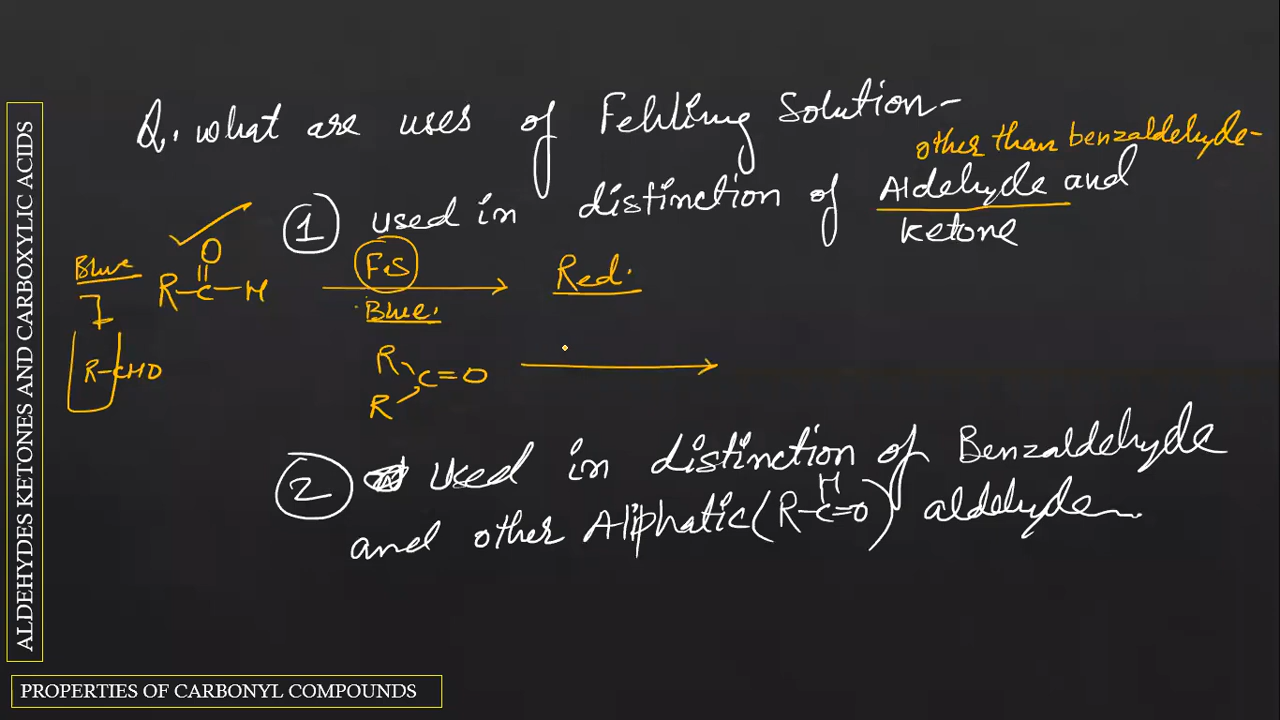 ALDEHYDES KETONES AND CARBOXYLIC ACIDS
Q. what are uses of Fehling Solution-
other than benzaldehyde-
1 used in distinction of Aldehyde and
ketone
Blue
O
R-C-H
F.S
Blue.
Red.
R-CHO
R
C=O
R
2 Used in distinction of Benzaldehyde
H
and other Aliphatic (R-C=O) aldehyde
PROPERTIES OF CARBONYL COMPOUNDS